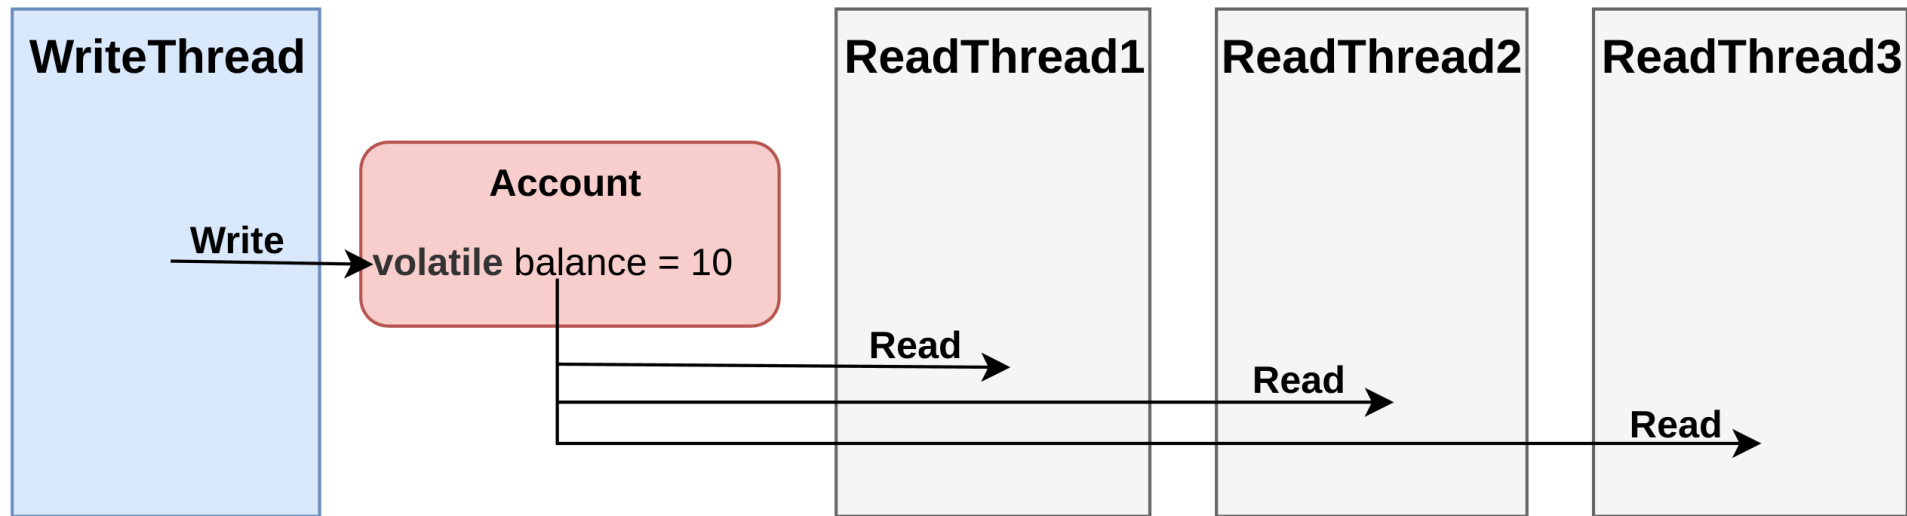 WriteThread
ReadThread1
ReadThread2
ReadThread3
Account
Write
volatile balance = 10
Read
Read
Read